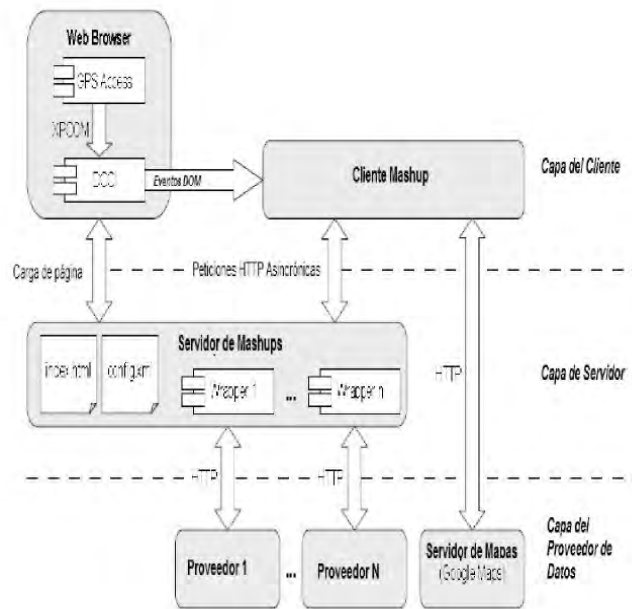 Web Browser
GPS Access
XPCOM
DCCI
Eventos DOM
Cliente Mashup
Capa del Cliente
Carga de página
Peticiones HTTP Asincrónicas
Servidor de Mashups
index.html
config.xml
Wrapper 1
...
Wrapper n
HTTP
Capa de Servidor
HTTP
HTTP
Proveedor 1
...
Proveedor N
Servidor de Mapas
(Google Maps)
Capa del
Proveedor de
Datos